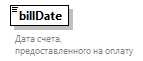 billDate
Дата счета,
предоставленного на оплату